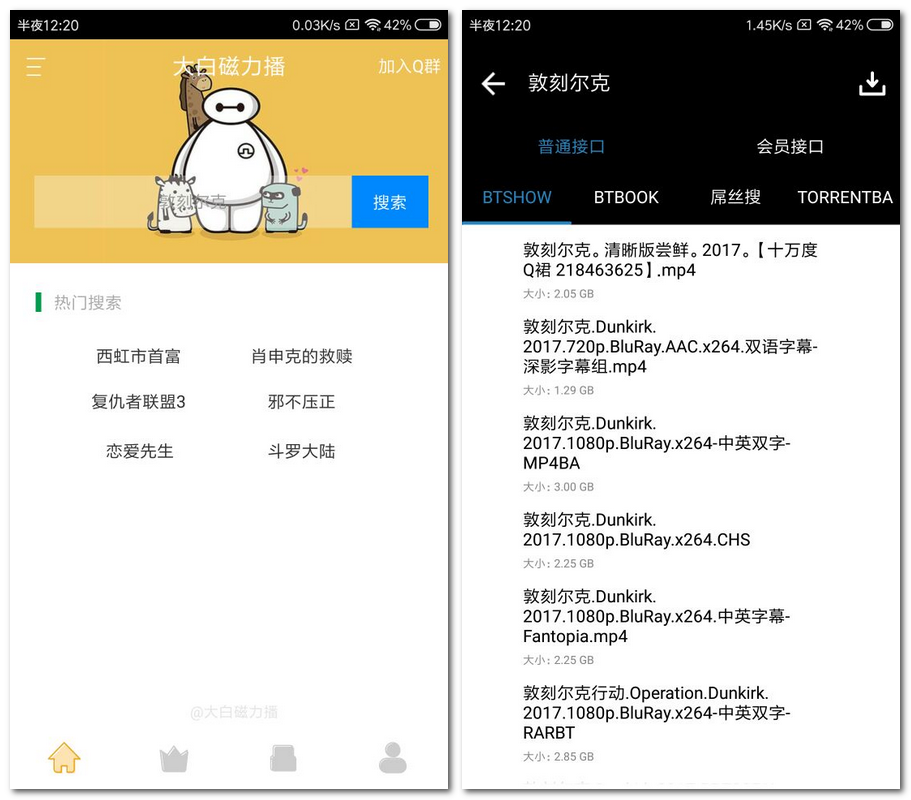 半夜12:20
0.03K/s
42%
大白磁力播
加入Q群
敦刻尔克
搜索
热门搜索
西虹市首富
肖申克的救赎
复仇者联盟3
邪不压正
恋爱先生
斗罗大陆
@大白磁力播
半夜12:20
1.45K/s
42%
敦刻尔克
普通接口
会员接口
BTSHOW
BTBOOK
屌丝搜
TORRENTBA
敦刻尔克。清晰版尝鲜。2017。【十万度
Q裙 218463625】.mp4
大小: 2.05 GB
敦刻尔克.Dunkirk.
2017.720p.BluRay.AAC.x264.双语字幕-
深影字幕组.mp4
大小: 1.29 GB
敦刻尔克.Dunkirk.
2017.1080p.BluRay.x264-中英双字-
MP4BA
大小: 3.00 GB
敦刻尔克.Dunkirk.
2017.1080p.BluRay.x264.CHS
大小: 2.25 GB
敦刻尔克.Dunkirk.
2017.1080p.BluRay.x264.中英字幕-
Fantopia.mp4
大小: 2.25 GB
敦刻尔克行动.Operation.Dunkirk.
2017.1080p.BluRay.x264-中英双字-
RARBT
大小: 2.85 GB